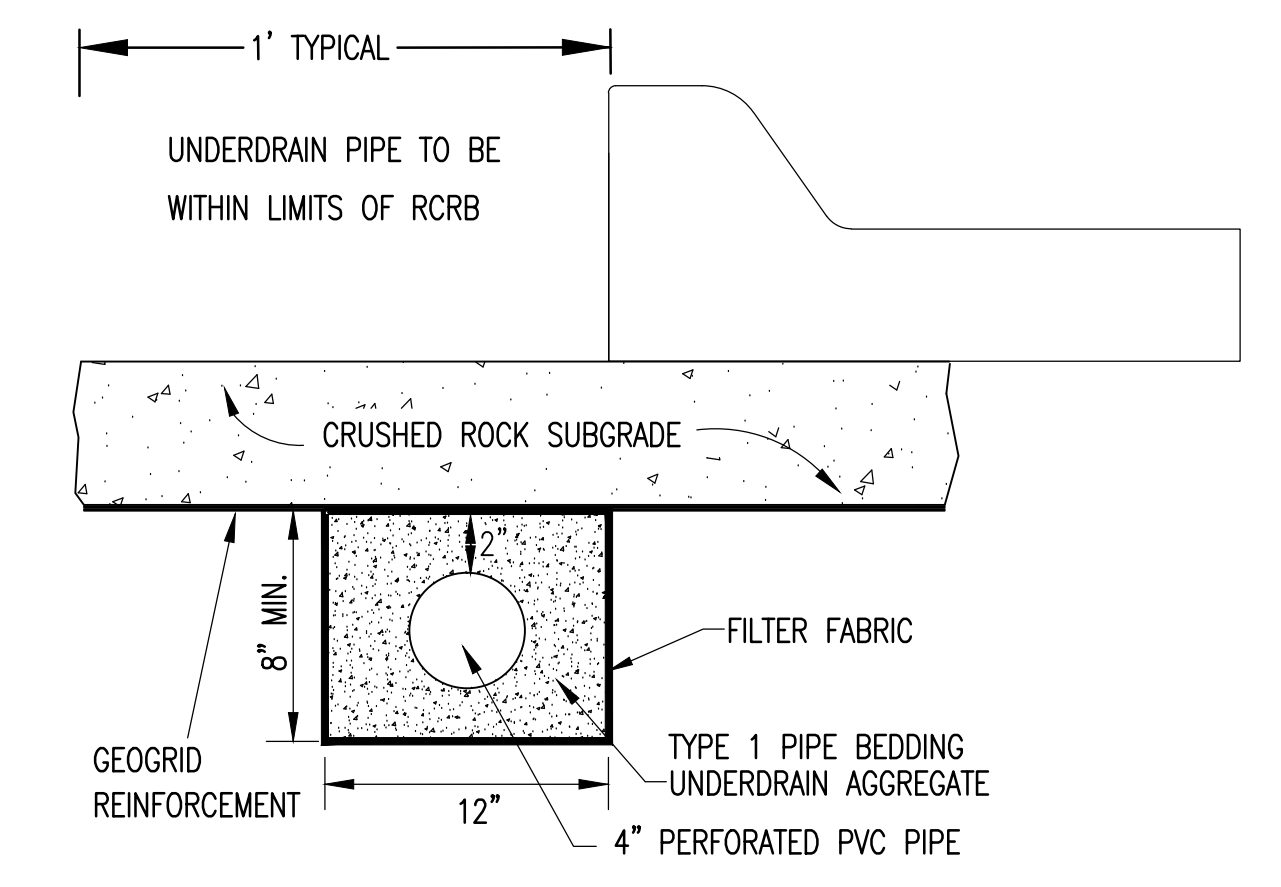 1' TYPICAL
UNDERDRAIN PIPE TO BE
WITHIN LIMITS OF RCRB
CRUSHED ROCK SUBGRADE
2"
8" MIN.
FILTER FABRIC
GEOGRID
REINFORCEMENT
TYPE 1 PIPE BEDDING
UNDERDRAIN AGGREGATE
12"
4" PERFORATED PVC PIPE